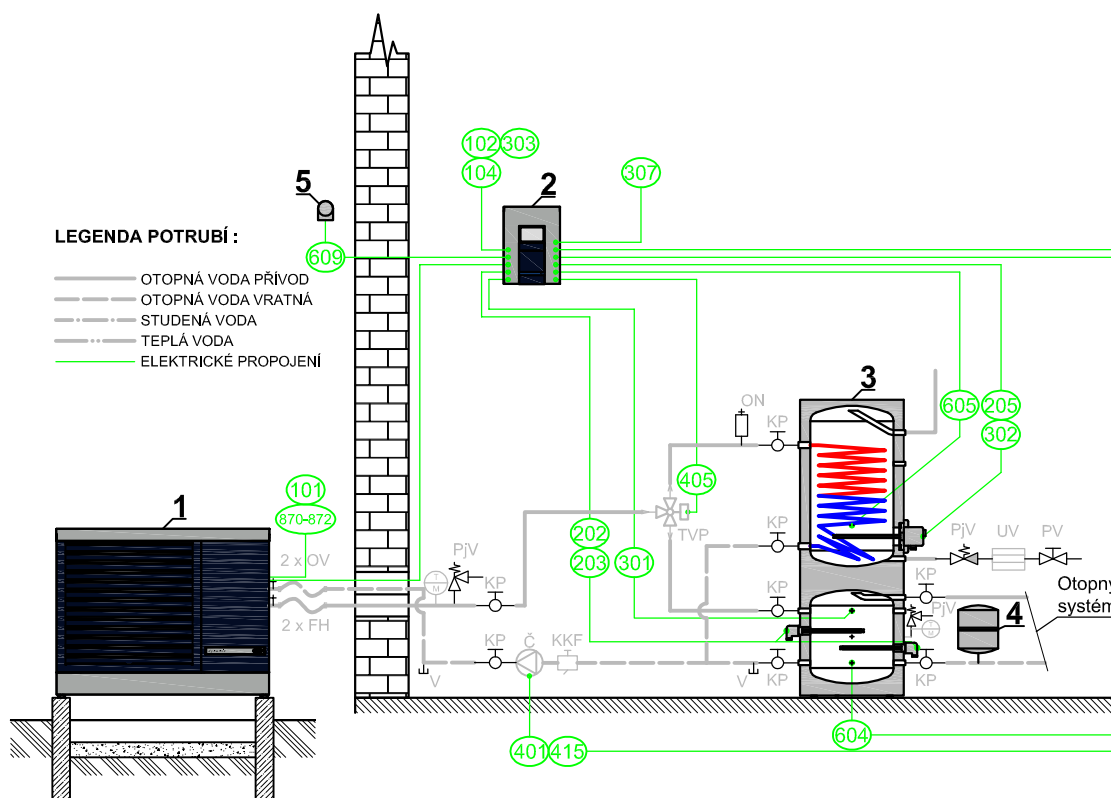 102 303
104
307
5
2
LEGENDA POTRUBÍ :
609
OTOPNÁ VODA PŘÍVOD
OTOPNÁ VODA VRATNÁ
STUDENÁ VODA
TEPLÁ VODA
ELEKTRICKÉ PROPOJENÍ
3
ON
KP
605 205
302
405
101
870-872
1
TVP
KP
202
203 301
PjV UV PV
2 x OV
PjV
T
M
KP
KP
KP
Otopný
systém
PjV
M
4
2 x FH
KP Č KKF
V
V
KP
KP
401 415
604